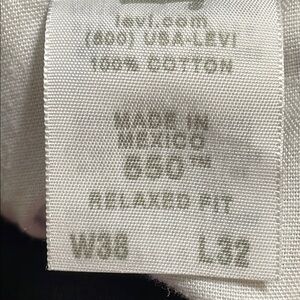 levi.com
(800) USA-LEVI
100% COTTON
MADE IN
MEXICO
550™
RELAXED FIT
W38 L32